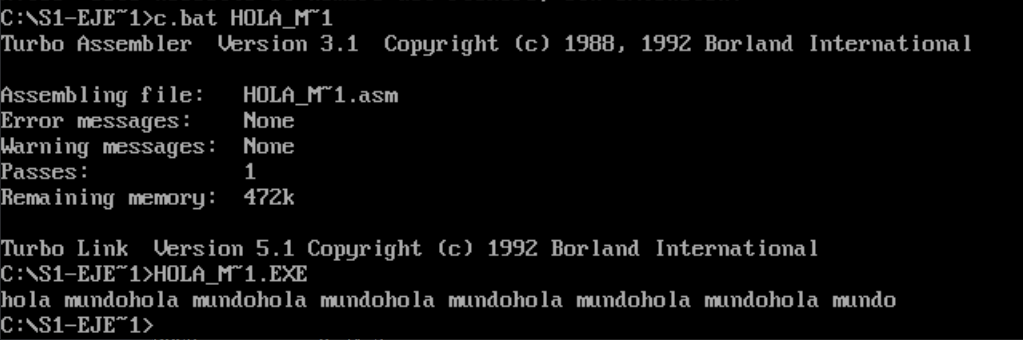 C:\S1-EJE~1>c.bat HOLA_M~1
Turbo Assembler  Version 3.1  Copyright (c) 1988, 1992 Borland International
Assembling file:   HOLA_M~1.asm
Error messages:    None
Warning messages:  None
Passes:            1
Remaining memory:  472k
Turbo Link  Version 5.1 Copyright (c) 1992 Borland International
C:\S1-EJE~1>HOLA_M~1.EXE
hola mundohola mundohola mundohola mundohola mundohola mundohola mundo
C:\S1-EJE~1>